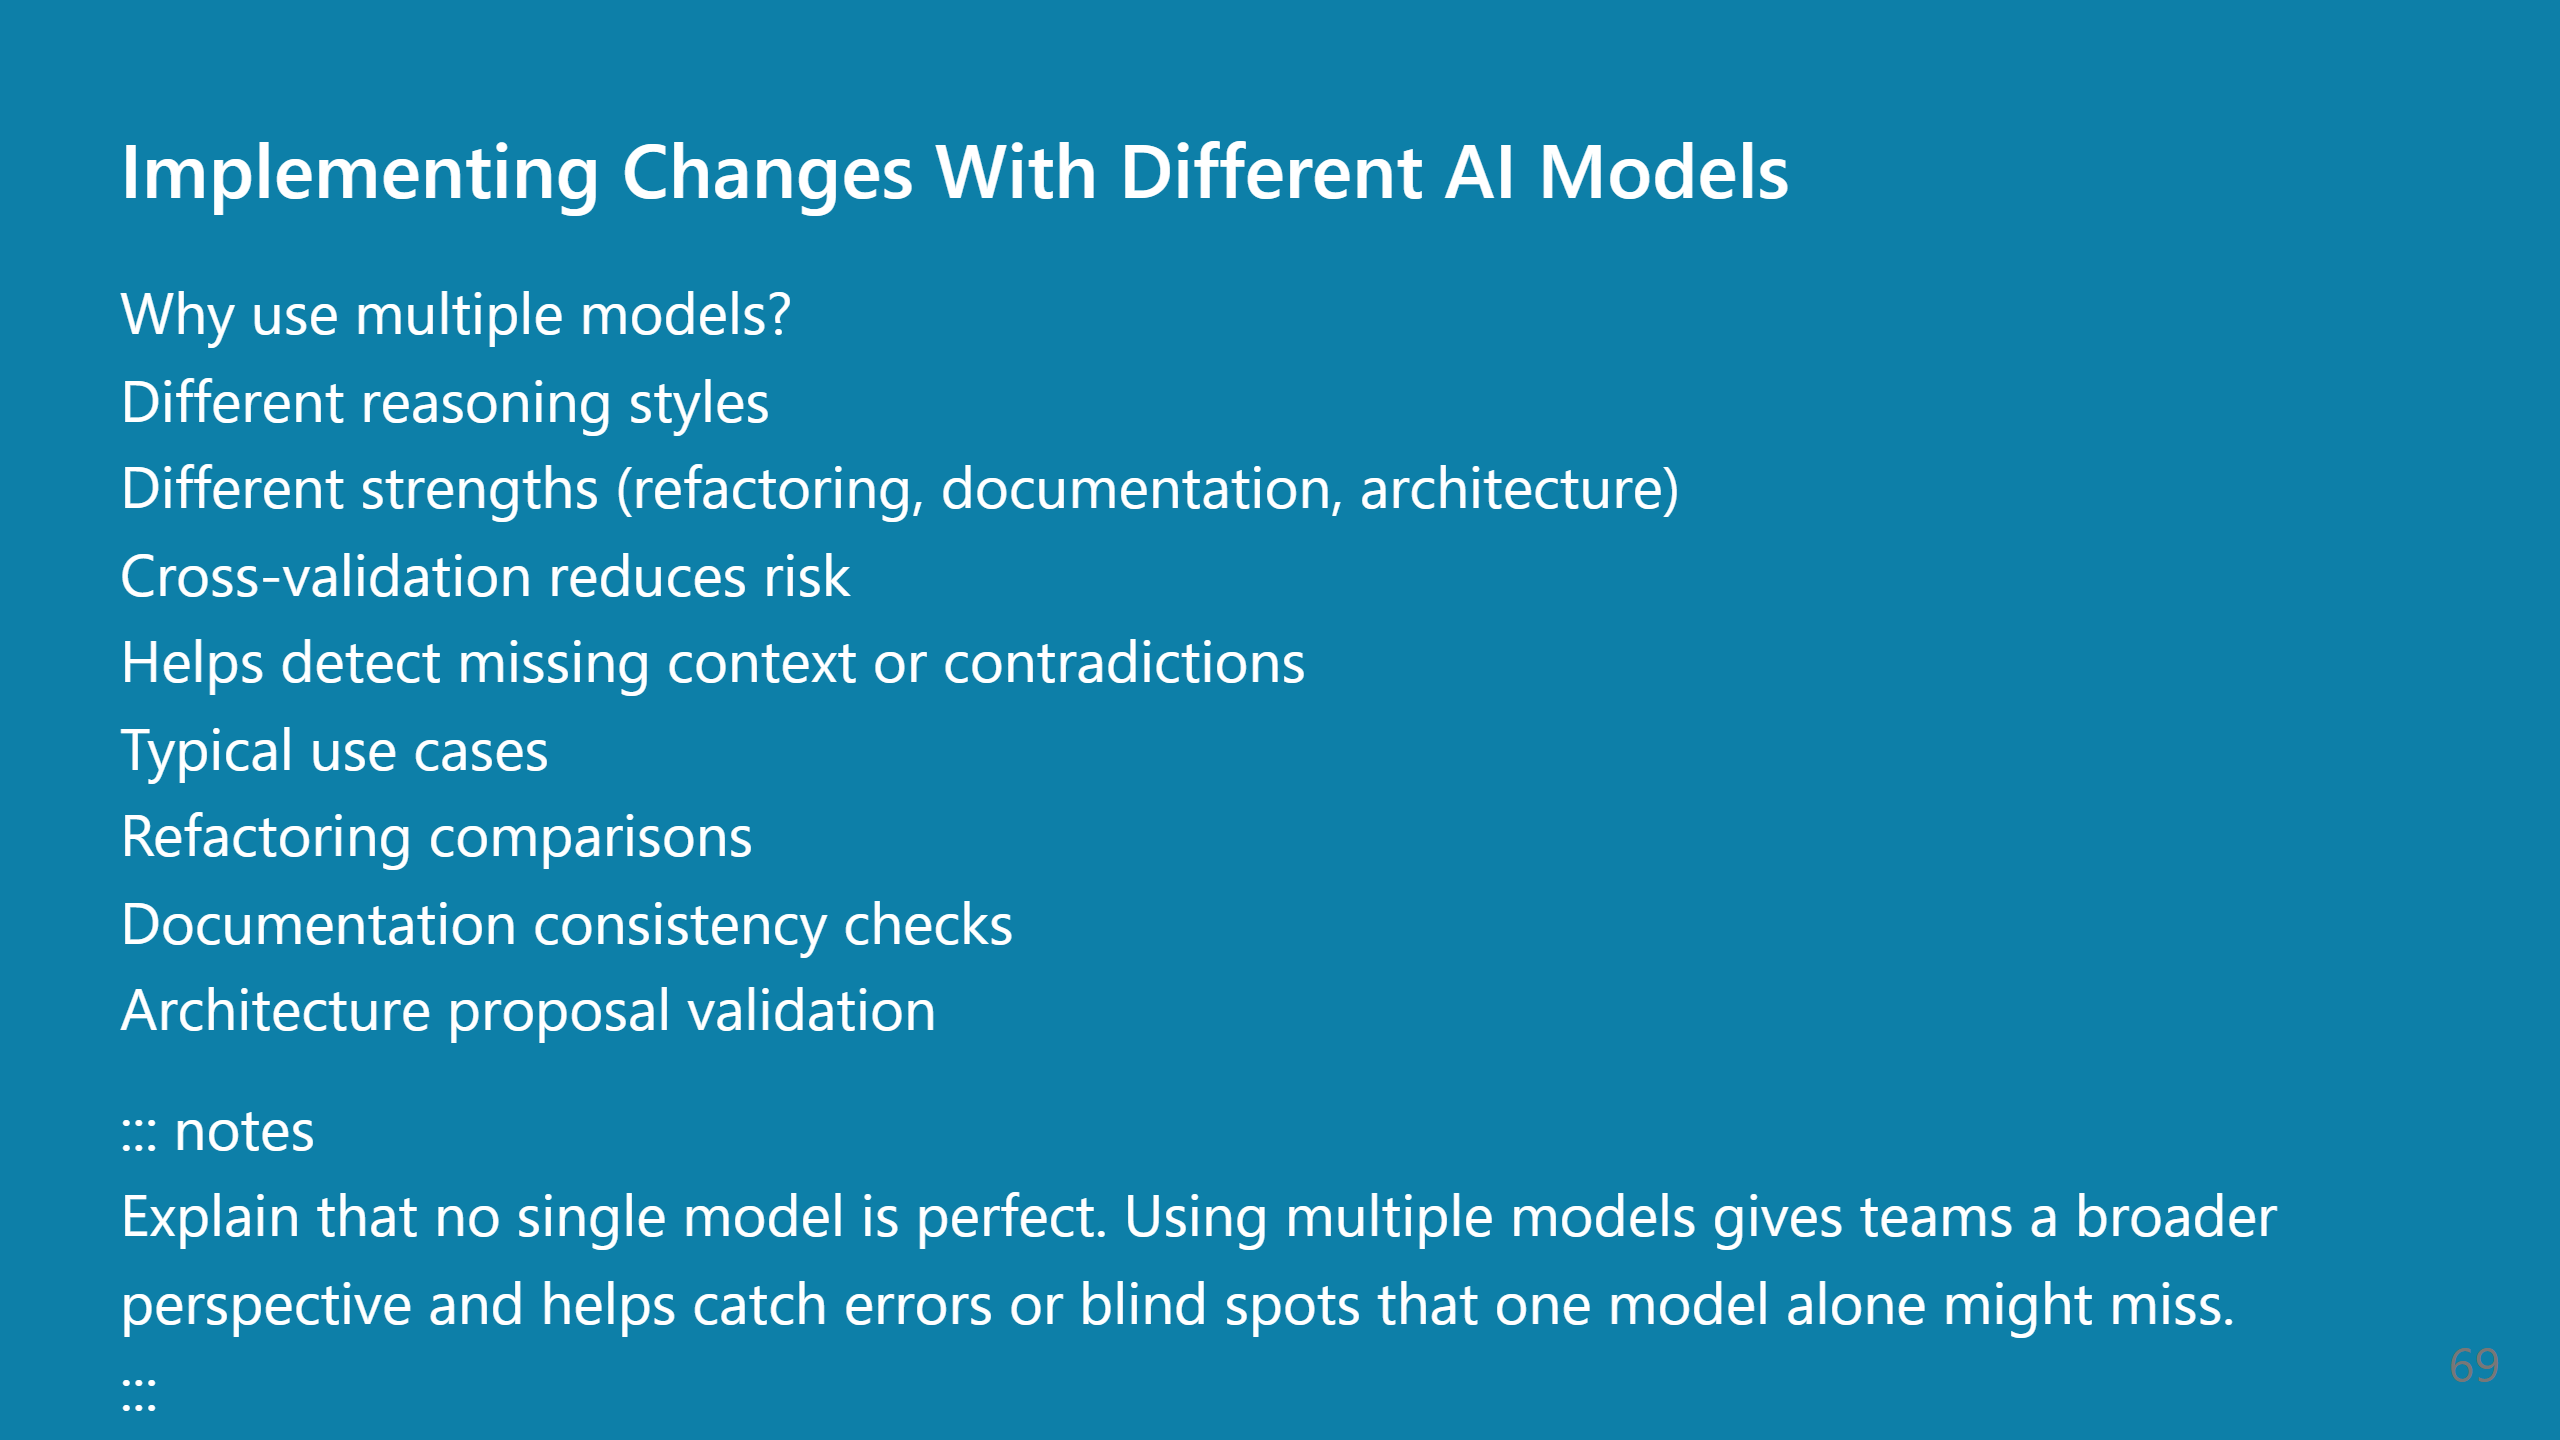 Implementing Changes With Different AI Models
Why use multiple models?
Different reasoning styles
Different strengths (refactoring, documentation, architecture)
Cross-validation reduces risk
Helps detect missing context or contradictions
Typical use cases
Refactoring comparisons
Documentation consistency checks
Architecture proposal validation
::: notes
Explain that no single model is perfect. Using multiple models gives teams a broader
perspective and helps catch errors or blind spots that one model alone might miss.
:::
69